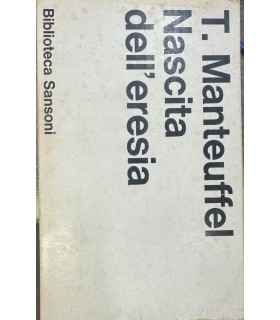 T. Manteuffel
Nascita
dell'eresia
Biblioteca Sansoni